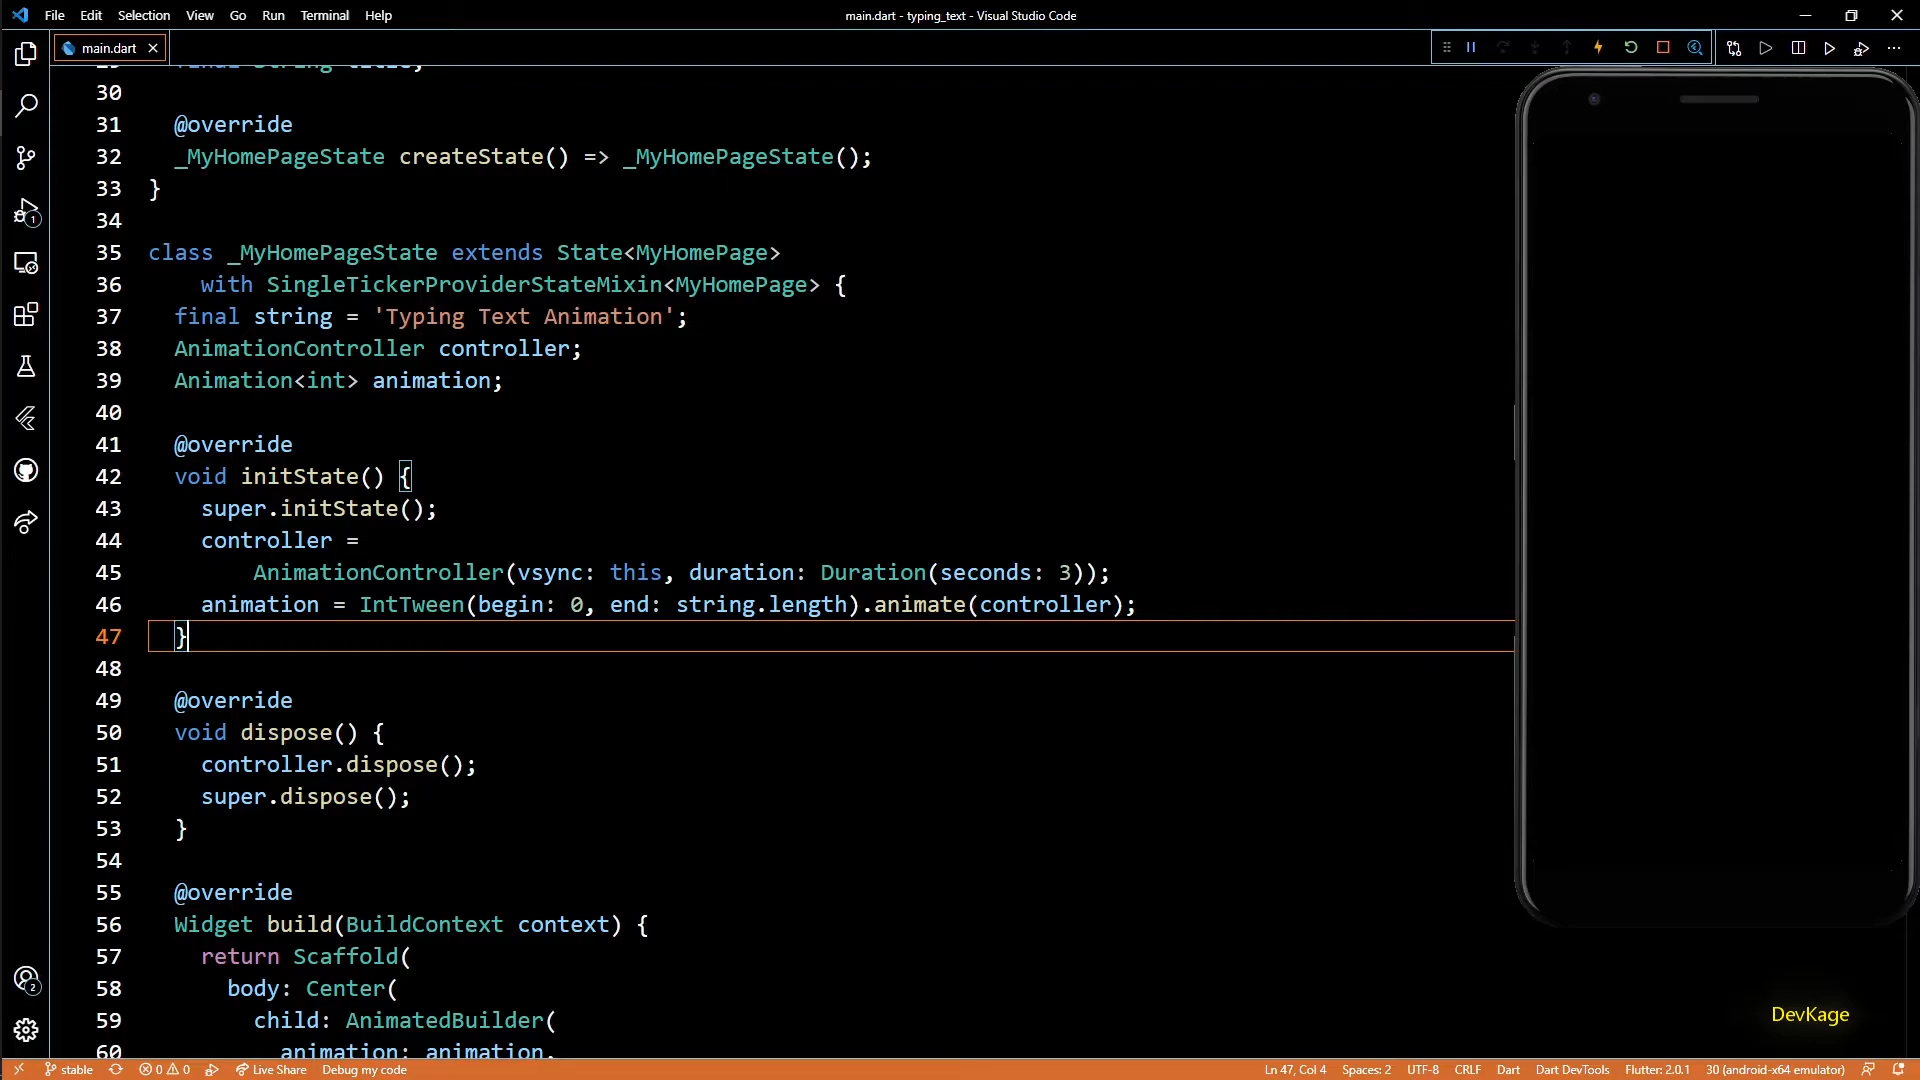 File Edit Selection View Go Run Terminal Help
main.dart - typing_text - Visual Studio Code
main.dart
29 final String title;
30
31 @override
32 _MyHomePageState createState() => _MyHomePageState();
33 }
34
35 class _MyHomePageState extends State<MyHomePage>
36 with SingleTickerProviderStateMixin<MyHomePage> {
37 final string = 'Typing Text Animation';
38 AnimationController controller;
39 Animation<int> animation;
40
41 @override
42 void initState() {
43 super.initState();
44 controller =
45 AnimationController(vsync: this, duration: Duration(seconds: 3));
46 animation = IntTween(begin: 0, end: string.length).animate(controller);
47 }
48
49 @override
50 void dispose() {
51 controller.dispose();
52 super.dispose();
53 }
54
55 @override
56 Widget build(BuildContext context) {
57 return Scaffold(
58 body: Center(
59 child: AnimatedBuilder(
60 animation: animation,
1
2
DevKage
stable 0 0 Live Share Debug my code Ln 47, Col 4 Spaces: 2 UTF-8 CRLF Dart Dart DevTools Flutter: 2.0.1 30 (android-x64 emulator)